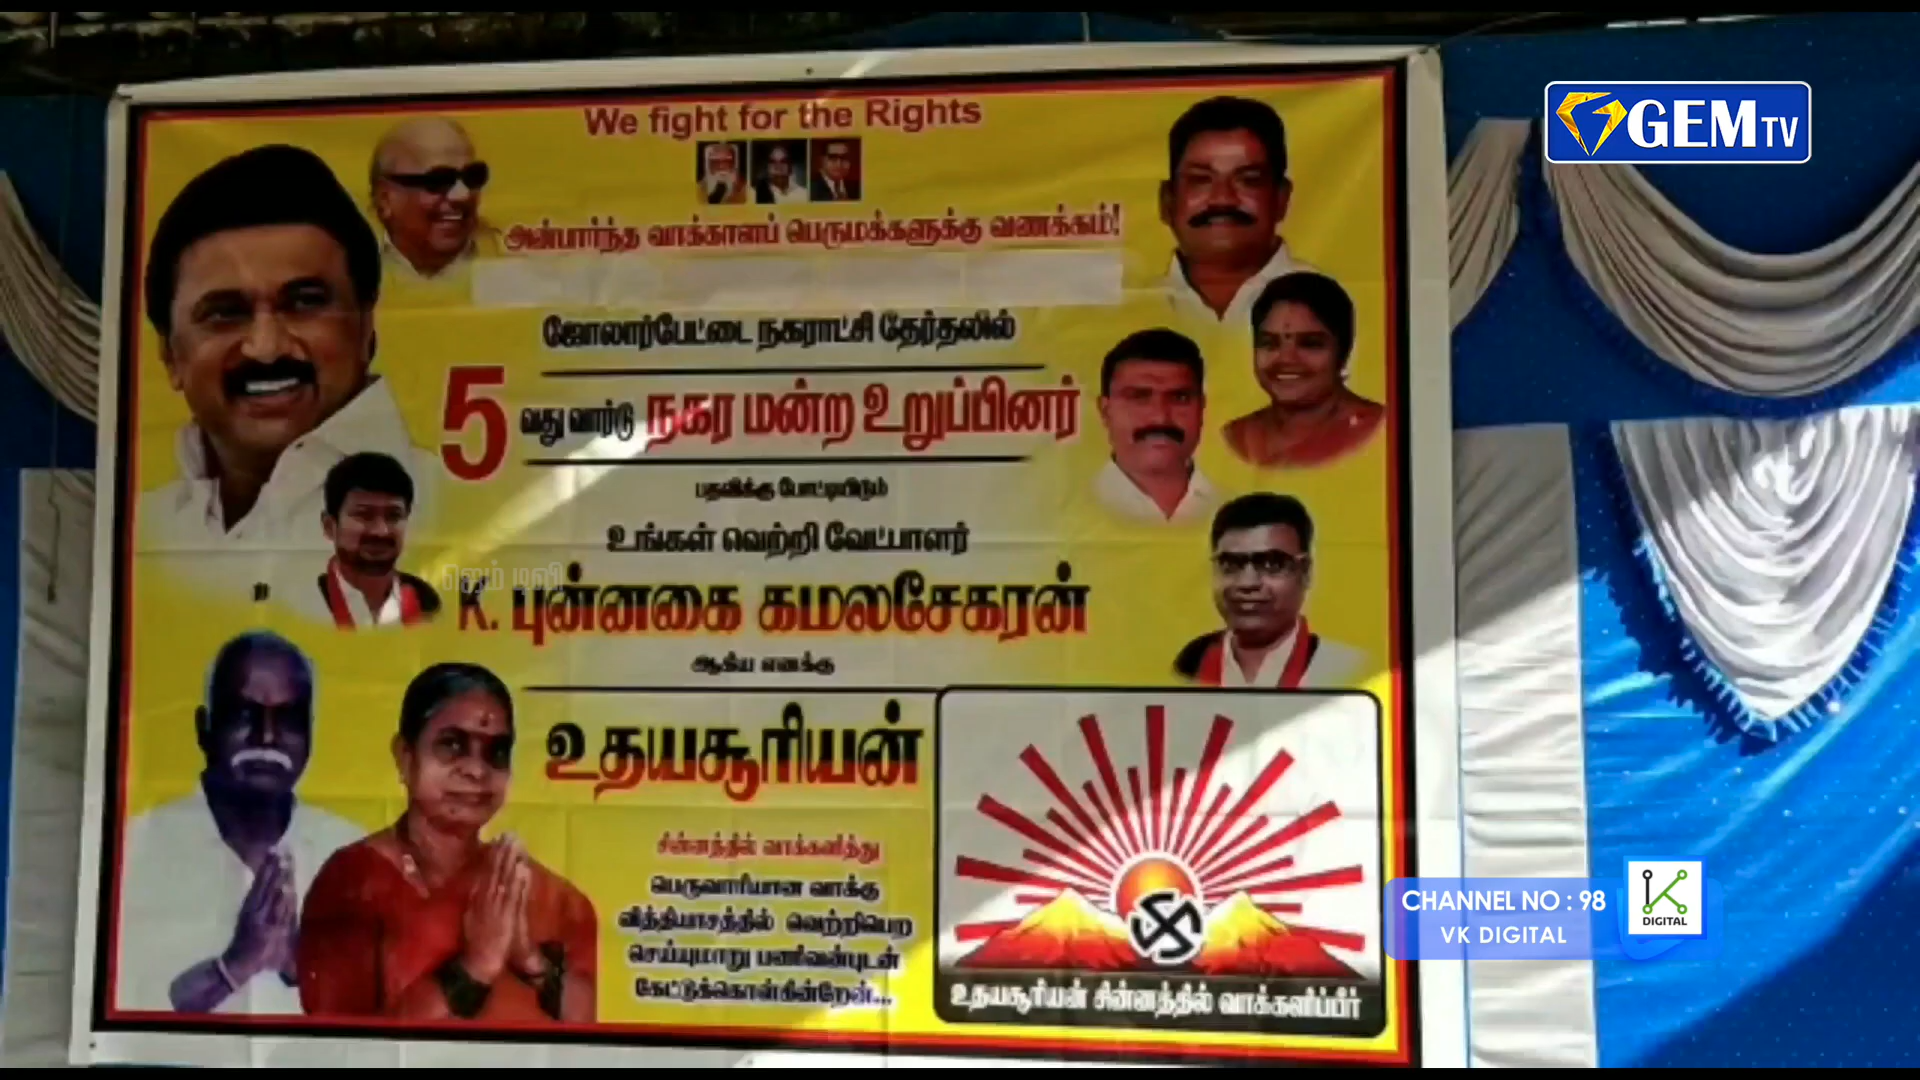 We fight for the Rights
அன்பார்ந்த வாக்காளப் பெருமக்களுக்கு வணக்கம்!
ஜோலார்பேட்டை நகராட்சி தேர்தலில்
5 வது வார்டு நகர மன்ற உறுப்பினர்
பதவிக்கு போட்டியிடும்
உங்கள் வெற்றி வேட்பாளர்
K. புன்னகை கமலசேகரன்
ஆகிய எனக்கு
உதயசூரியன்
சின்னத்தில் வாக்களித்து
பெருவாரியான வாக்கு
வித்தியாசத்தில் வெற்றிபெற
செய்யுமாறு பணிவன்புடன்
கேட்டுக்கொள்கின்றேன்...
உதயசூரியன் சின்னத்தில் வாக்களிப்பீர்
GEM TV
ஜெம் டிவி
CHANNEL NO : 98
VK DIGITAL
DIGITAL